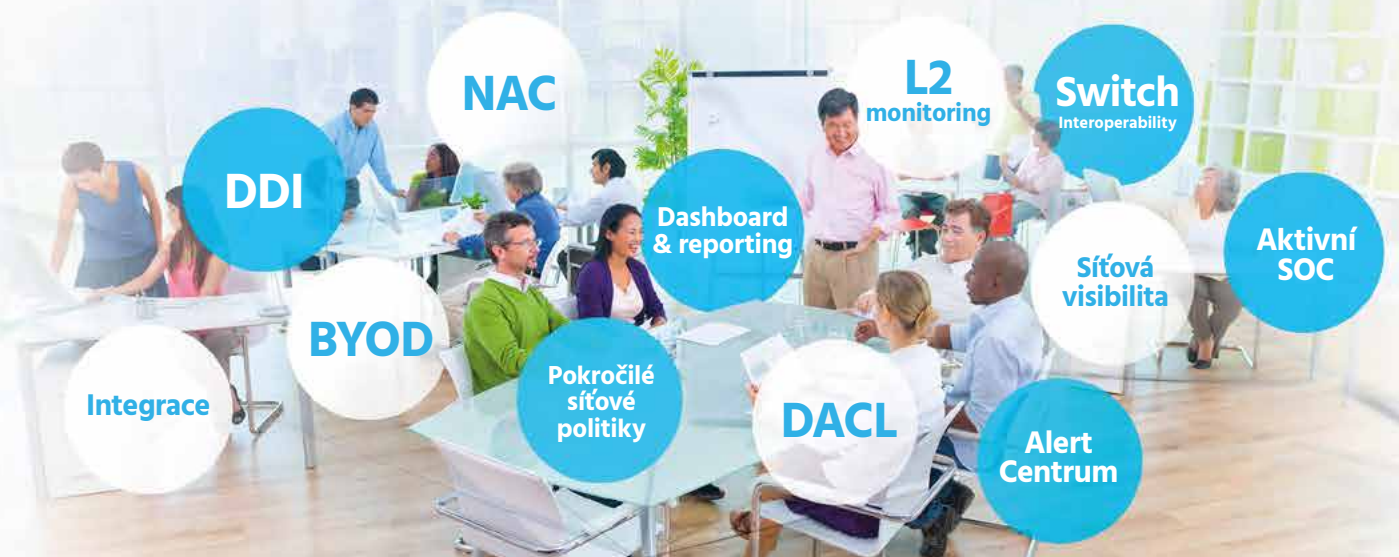 NAC
L2
monitoring
Switch
Interoperability
DDI
Dashboard
& reporting
Aktivní
SOC
Síťová
visibilita
BYOD
Integrace
Pokročilé
síťové
politiky
DACL
Alert
Centrum